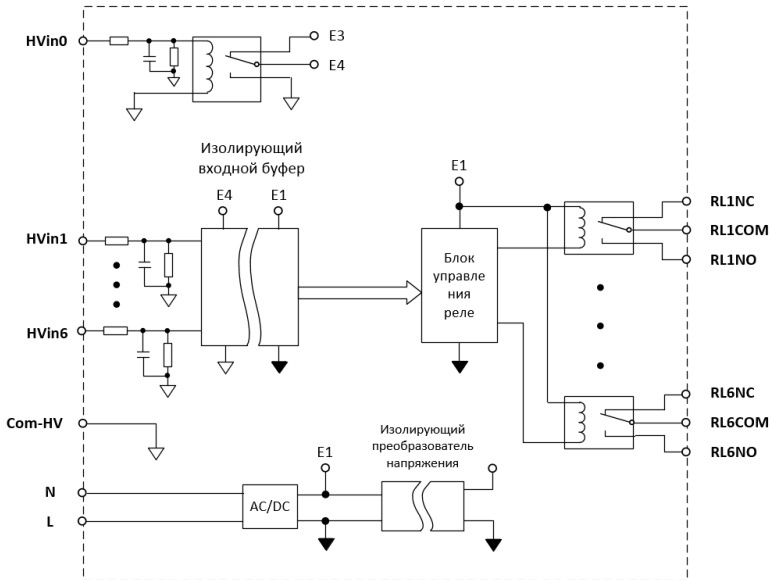 HVin0
E3
E4
Изолирующий
входной буфер
E4
E1
E1
RL1NC
RL1COM
RL1NO
HVin1
Блок
управле
ния
реле
HVin6
RL6NC
RL6COM
RL6NO
Com-HV
Изолирующий
преобразователь
напряжения
E1
N
AC/DC
L